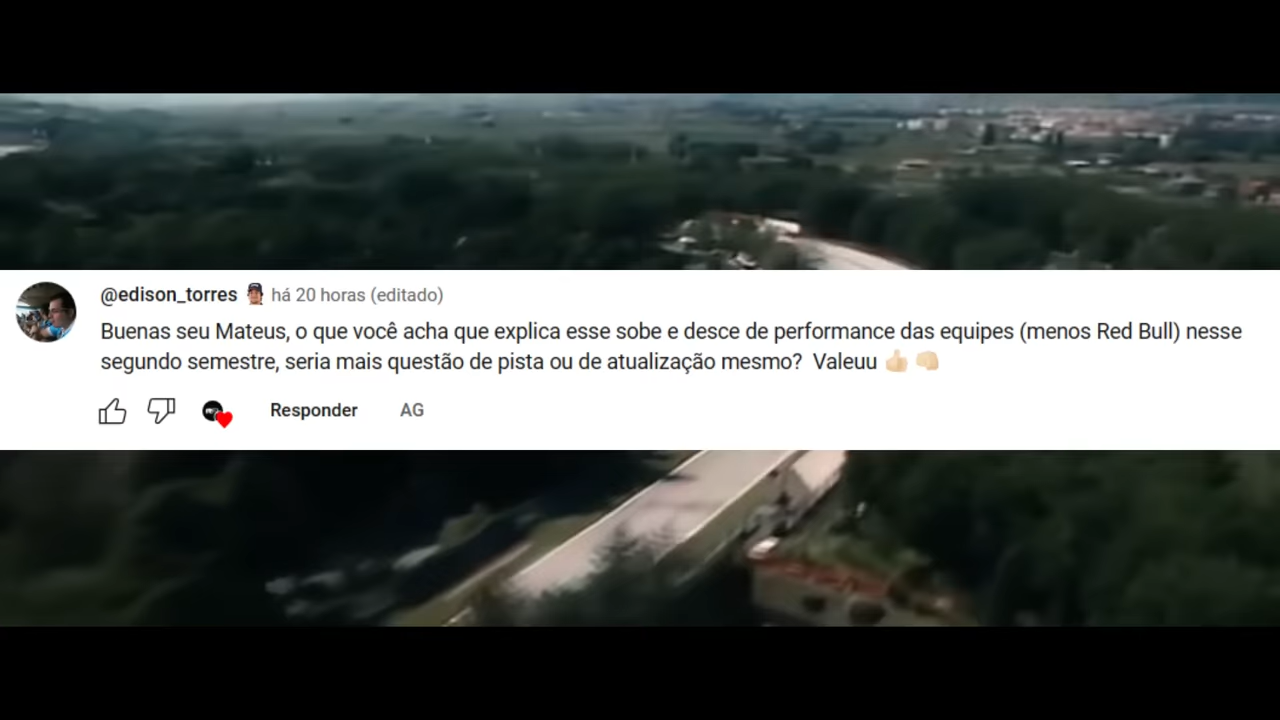 @edison_torres há 20 horas (editado)
Buenas seu Mateus, o que você acha que explica esse sobe e desce de performance das equipes (menos Red Bull) nesse
segundo semestre, seria mais questão de pista ou de atualização mesmo? Valeuu 👍🏻 👊🏻
Responder AG